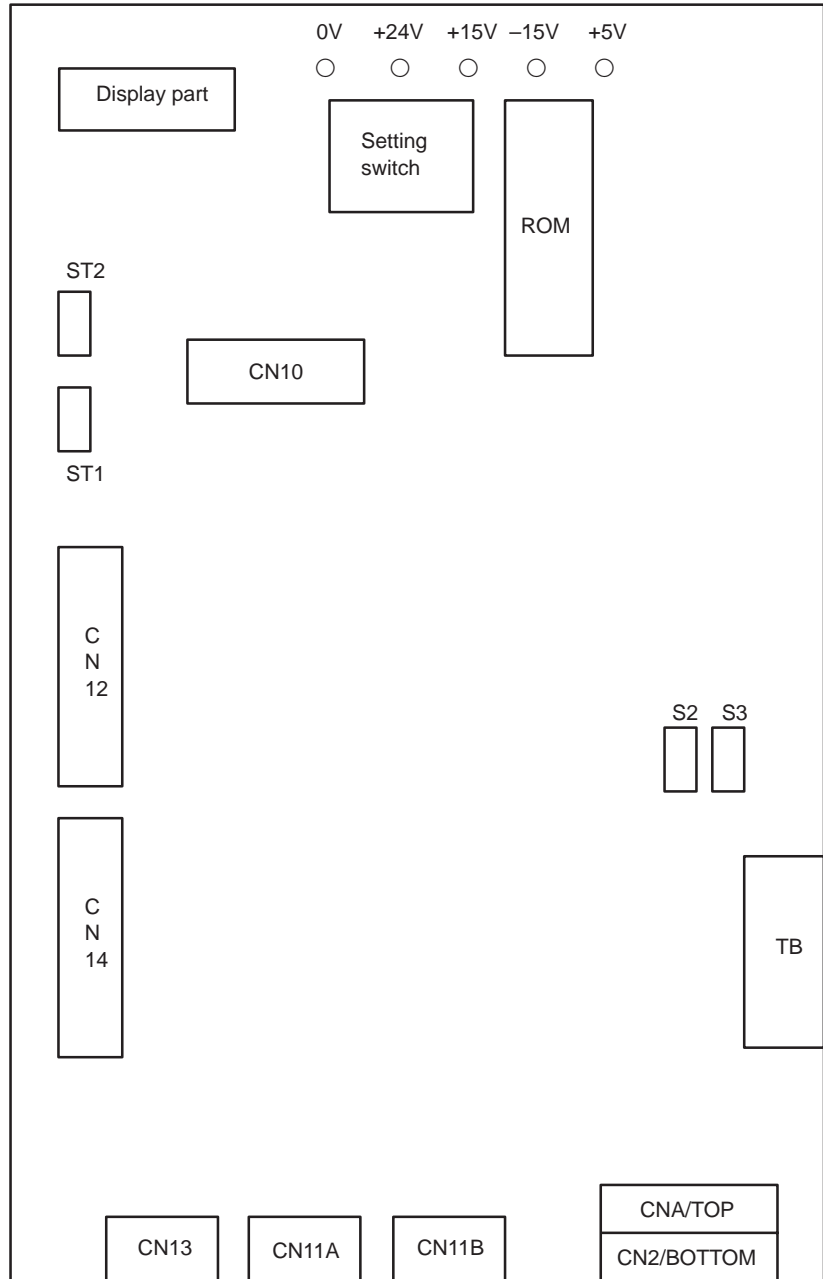 0V +24V +15V –15V +5V
Display part
Setting
switch
ROM
ST2
CN10
ST1
C
N
12
S2 S3
C
N
14
TB
CNA/TOP
CN13 CN11A CN11B
CN2/BOTTOM